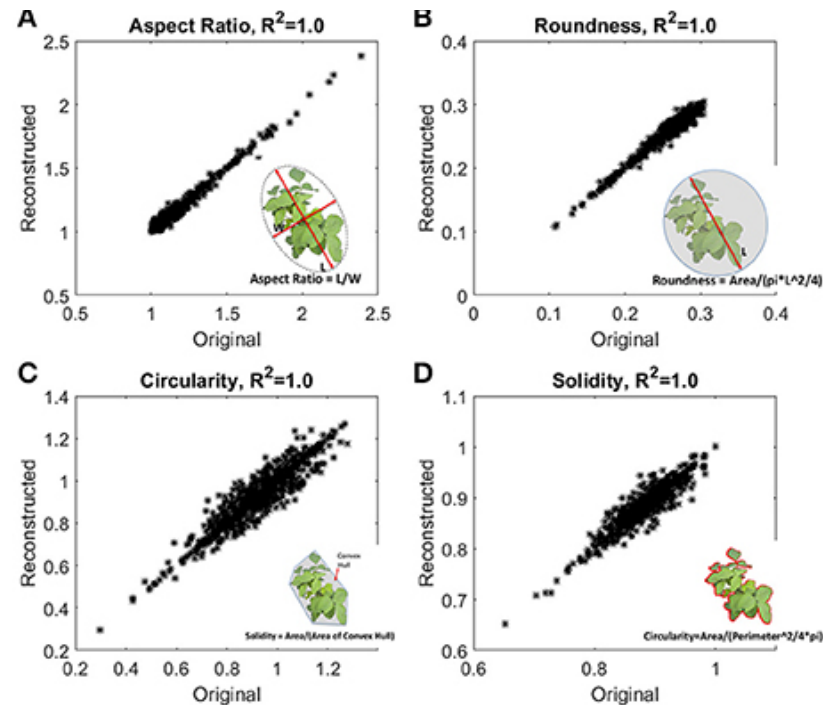 A
Aspect Ratio, R²=1.0
2.5
2
1.5
1
0.5
Reconstructed
W
L
Aspect Ratio = L/W
0.5 1 1.5 2 2.5
Original
B
Roundness, R²=1.0
0.4
0.3
0.2
0.1
0
Reconstructed
L
Roundness = Area/(pi*L^2/4)
0 0.1 0.2 0.3 0.4
Original
C
Circularity, R²=1.0
1.4
1.2
1
0.8
0.6
0.4
0.2
Reconstructed
Convex
Hull
Solidity = Area/(Area of Convex Hull)
0.2 0.4 0.6 0.8 1 1.2
Original
D
Solidity, R²=1.0
1.1
1
0.9
0.8
0.7
0.6
Reconstructed
Circularity=Area/(Perimeter^2/4*pi)
0.6 0.8 1
Original